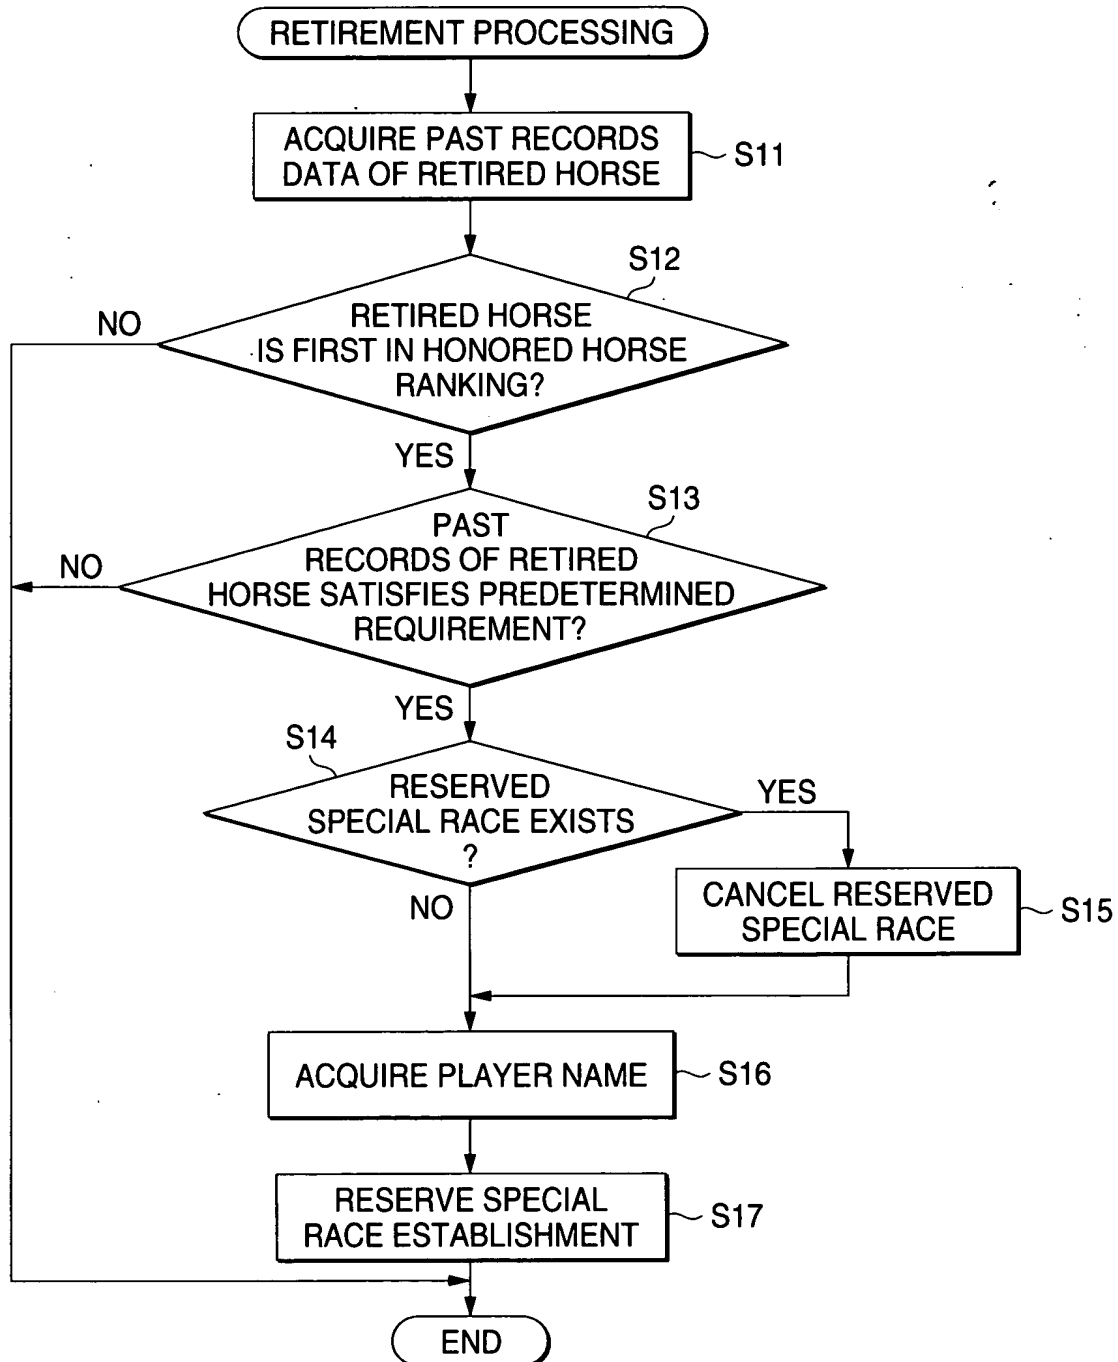 RETIREMENT PROCESSING
ACQUIRE PAST RECORDS
DATA OF RETIRED HORSE
S11
S12
RETIRED HORSE
IS FIRST IN HONORED HORSE
RANKING?
NO
YES
S13
PAST
RECORDS OF RETIRED
HORSE SATISFIES PREDETERMINED
REQUIREMENT?
NO
YES
S14
RESERVED
SPECIAL RACE EXISTS
?
YES
NO
CANCEL RESERVED
SPECIAL RACE
S15
ACQUIRE PLAYER NAME
S16
RESERVE SPECIAL
RACE ESTABLISHMENT
S17
END